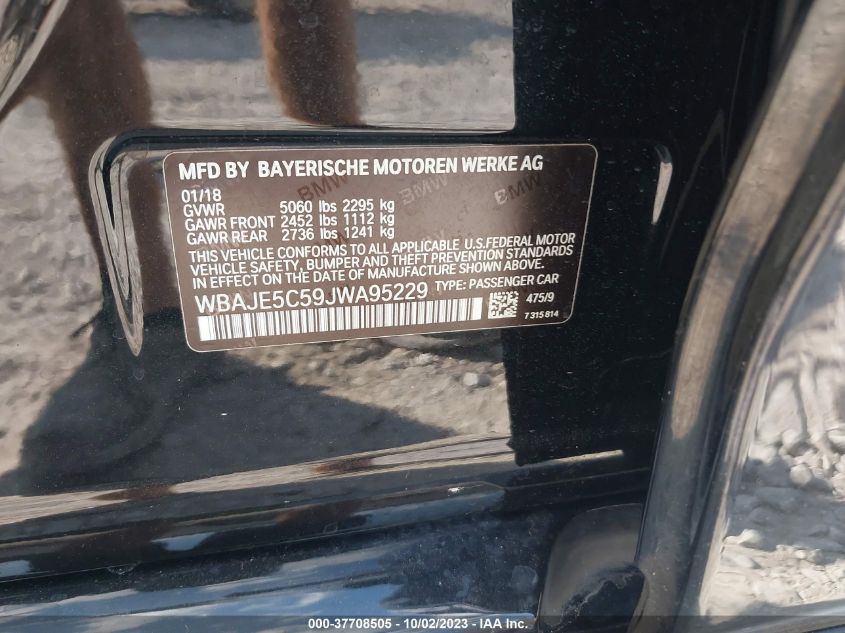 MFD BY BAYERISCHE MOTOREN WERKE AG
01/18
GVWR 5060 lbs 2295 kg
GAWR FRONT 2452 lbs 1112 kg
GAWR REAR 2736 lbs 1241 kg
THIS VEHICLE CONFORMS TO ALL APPLICABLE U.S.FEDERAL MOTOR
VEHICLE SAFETY, BUMPER AND THEFT PREVENTION STANDARDS
IN EFFECT ON THE DATE OF MANUFACTURE SHOWN ABOVE.
WBAJE5C59JWA95229 TYPE: PASSENGER CAR
475/9
7 315 814
000-37708505 - 10/02/2023 - IAA Inc.